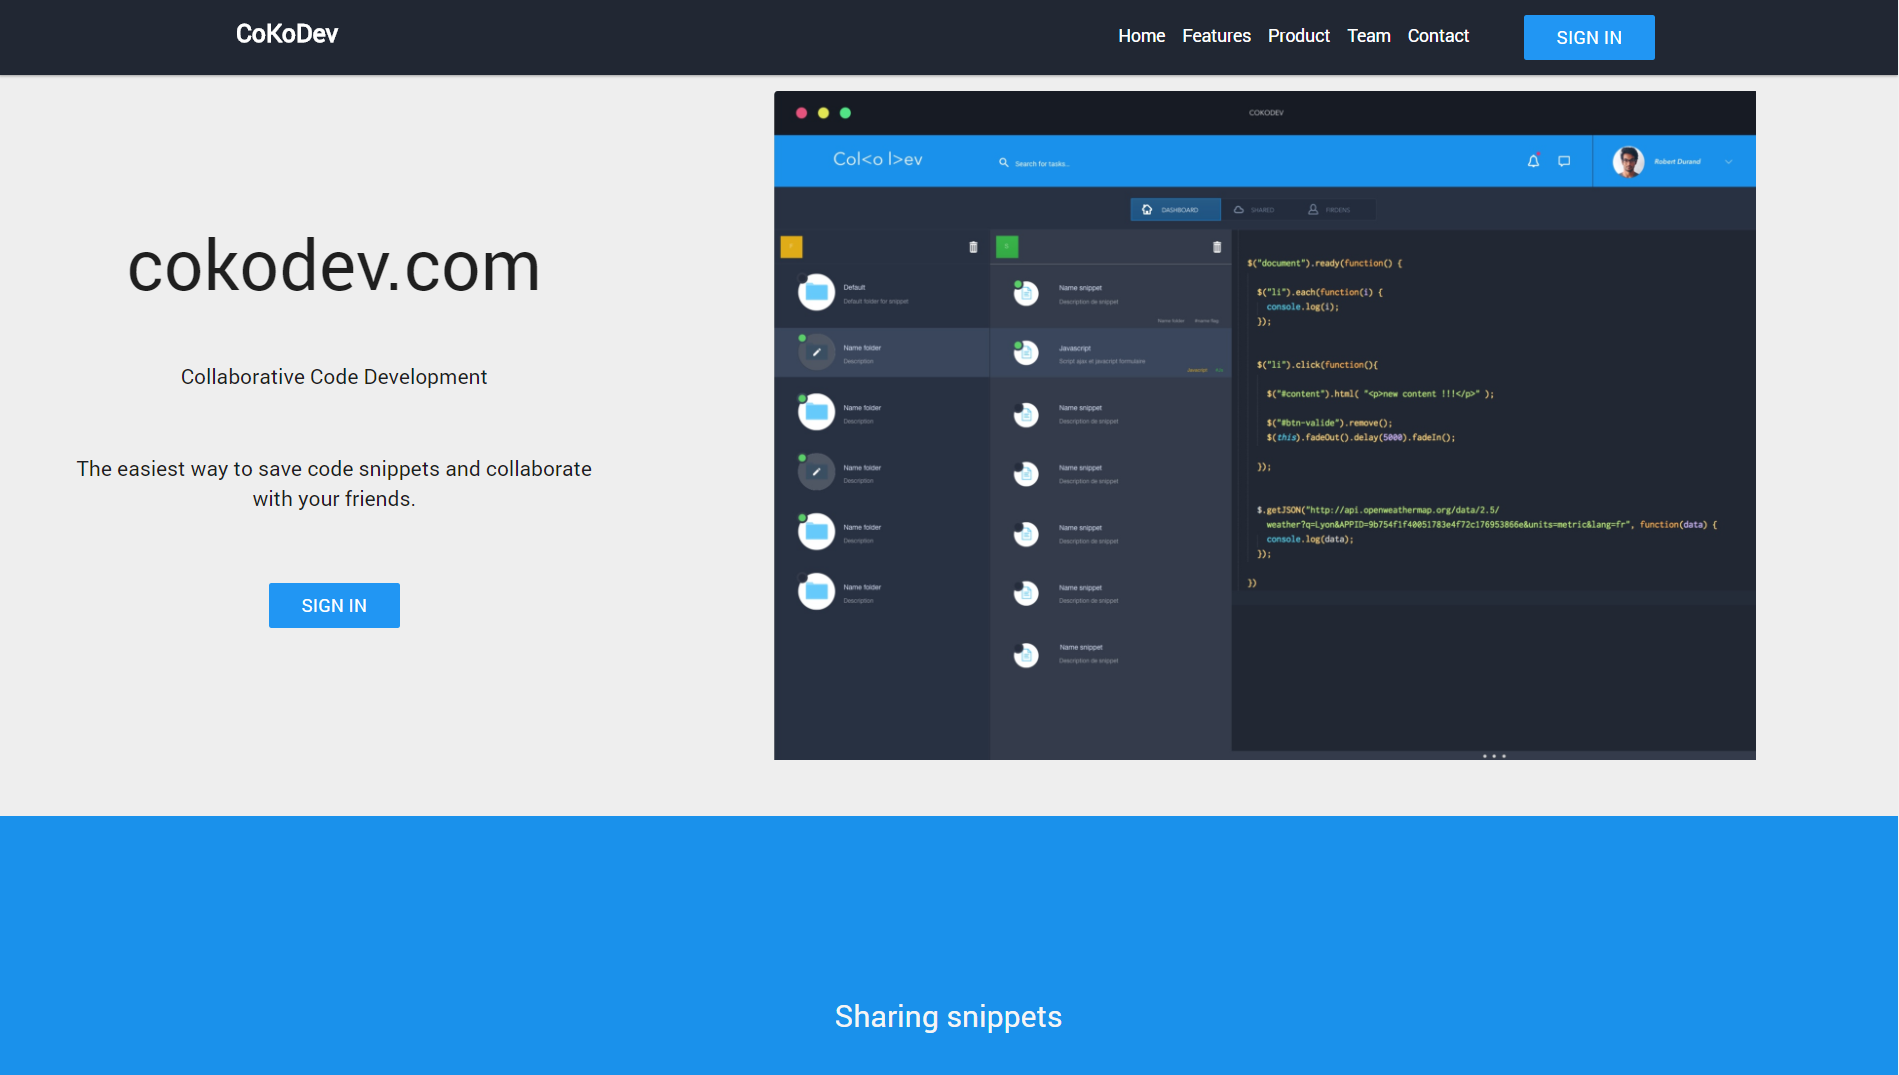 CoKoDev
Home Features Product Team Contact SIGN IN
cokodev.com
Collaborative Code Development
The easiest way to save code snippets and collaborate
with your friends.
SIGN IN
COKODEV
Col<o l>ev
Search for tasks...
Robert Durand
DASHBOARD SHARED FRIDENS
Default
Default folder for snippet
Name folder
Description
Name folder
Description
Name folder
Description
Name folder
Description
Name folder
Description
Name snippet
Description de snippet
Name folder #name Tag
Javascript
Script ajax et javacript formulaire
Javascript
Name snippet
Description de snippet
Name snippet
Description de snippet
Name snippet
Description de snippet
Name snippet
Description de snippet
Name snippet
Description de snippet
$("document").ready(function() {
$("li").each(function(i) {
console.log(i);
});
$("li").click(function(){
$("#content").html( "<p>new content !!!</p>" );
$("#btn-valide").remove();
$(this).fadeOut().delay(5000).fadeIn();
});
$.getJSON("http://api.openweathermap.org/data/2.5/
weather?q=Lyon&APPID=9b754f1f40051783e4f72c176953866e&units=metric&lang=fr", function(data) {
console.log(data);
});
})
Sharing snippets